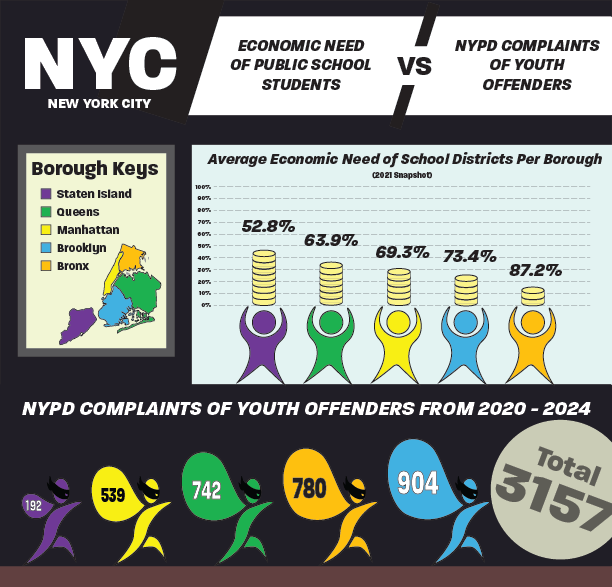 NYC
NEW YORK CITY
ECONOMIC NEED
OF PUBLIC SCHOOL
STUDENTS
VS
NYPD COMPLAINTS
OF YOUTH
OFFENDERS
Borough Keys
Staten Island
Queens
Manhattan
Brooklyn
Bronx
Average Economic Need of School Districts Per Borough
(2021 Snapshot)
100%
90%
80%
70%
60%
50%
40%
30%
20%
10%
0%
52.8%
63.9%
69.3%
73.4%
87.2%
NYPD COMPLAINTS OF YOUTH OFFENDERS FROM 2020 - 2024
192
539
742
780
904
Total
3157